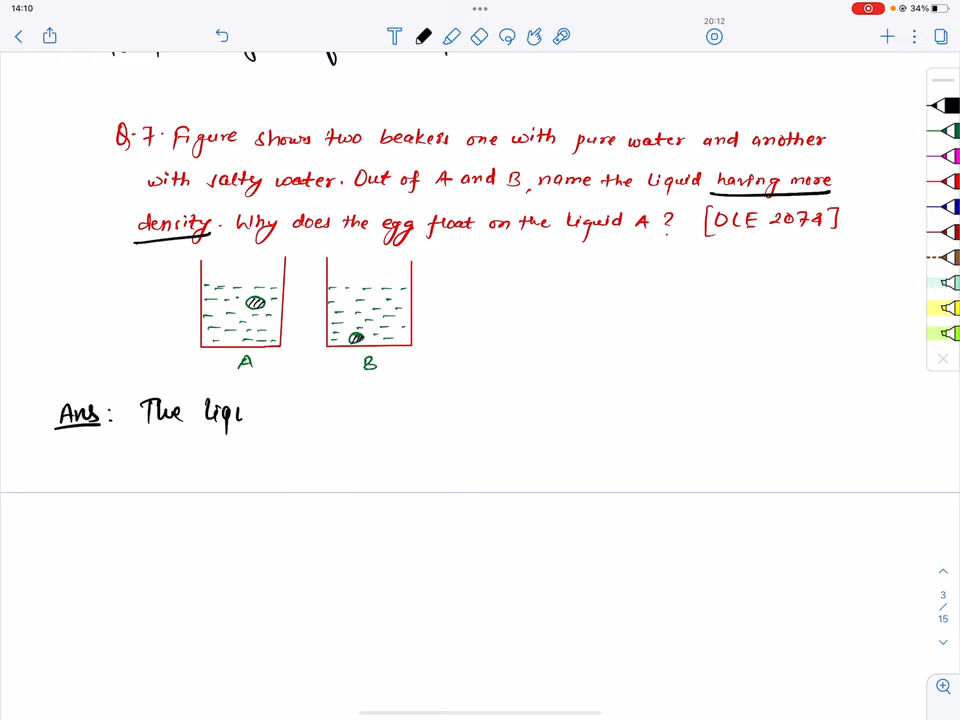 14:10
34%
20:12
Q.7. Figure shows two beakers one with pure water and another
with salty water. Out of A and B, name the liquid having more
density. Why does the egg float on the liquid A? [DLE 2074]
A
B
Ans: The liqu
3
/
15